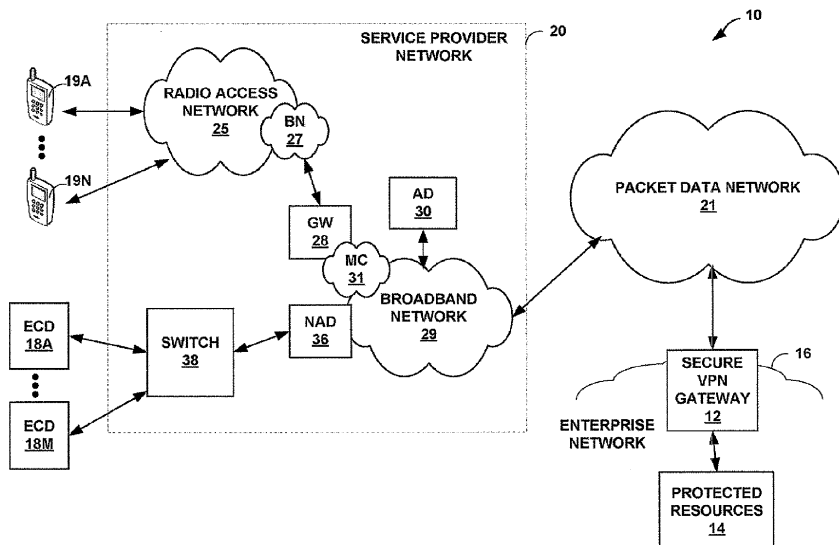 10
SERVICE PROVIDER
NETWORK
20
19A
RADIO ACCESS
NETWORK
25
BN
27
19N
PACKET DATA NETWORK
21
GW
28
AD
30
MC
31
BROADBAND
NETWORK
29
NAD
36
SWITCH
38
ECD
18A
ECD
18M
SECURE
VPN
GATEWAY
12
16
ENTERPRISE
NETWORK
PROTECTED
RESOURCES
14